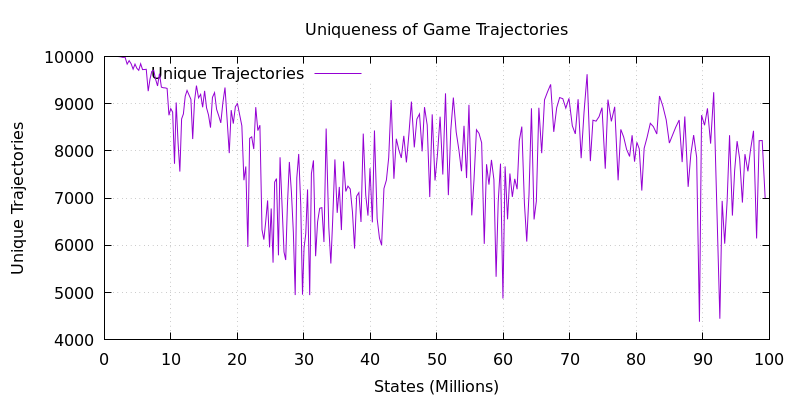 Uniqueness of Game Trajectories
Unique Trajectories
10000
9000
8000
7000
6000
5000
4000
Unique Trajectories
0 10 20 30 40 50 60 70 80 90 100
States (Millions)